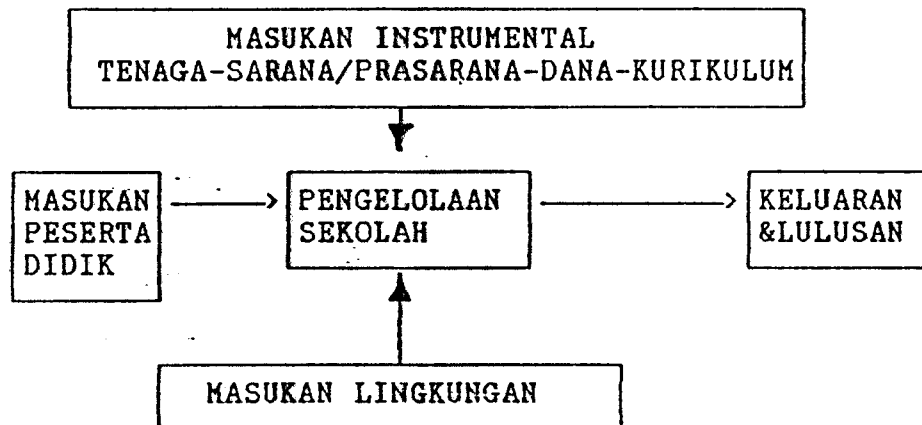 MASUKAN INSTRUMENTAL
TENAGA-SARANA/PRASARANA-DANA-KURIKULUM
MASUKAN
PESERTA
DIDIK
PENGELOLAAN
SEKOLAH
KELUARAN
&LULUSAN
MASUKAN LINGKUNGAN